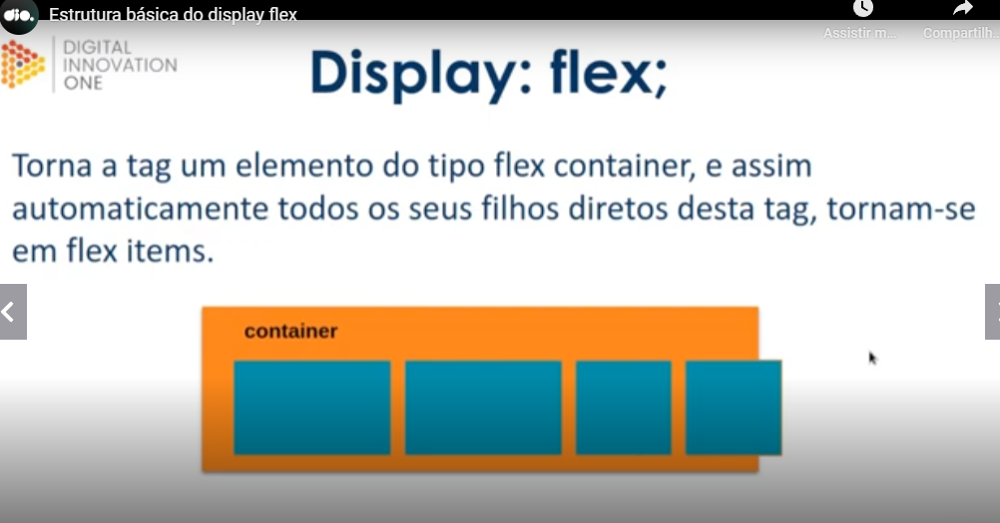 dio.
Estrutura básica do display flex
Assistir m...
Compartilh...
DIGITAL
INNOVATION
ONE
Display: flex;
Torna a tag um elemento do tipo flex container, e assim
automaticamente todos os seus filhos diretos desta tag, tornam-se
em flex items.
container